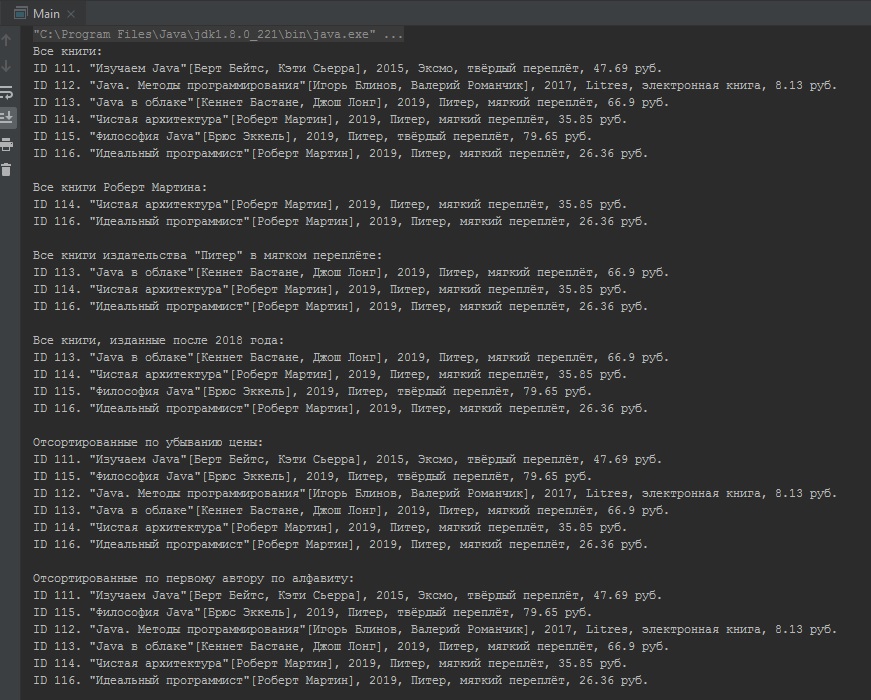 Main
"C:\Program Files\Java\jdk1.8.0_221\bin\java.exe" ...
Все книги:
ID 111. "Изучаем Java"[Берт Бейтс, Кэти Сьерра], 2015, Эксмо, твёрдый переплёт, 47.69 руб.
ID 112. "Java. Методы программирования"[Игорь Блинов, Валерий Романчик], 2017, Litres, электронная книга, 8.13 руб.
ID 113. "Java в облаке"[Кеннет Бастане, Джош Лонг], 2019, Питер, мягкий переплёт, 66.9 руб.
ID 114. "Чистая архитектура"[Роберт Мартин], 2019, Питер, мягкий переплёт, 35.85 руб.
ID 115. "Философия Java"[Брюс Эккель], 2019, Питер, твёрдый переплёт, 79.65 руб.
ID 116. "Идеальный программист"[Роберт Мартин], 2019, Питер, мягкий переплёт, 26.36 руб.
Все книги Роберт Мартина:
ID 114. "Чистая архитектура"[Роберт Мартин], 2019, Питер, мягкий переплёт, 35.85 руб.
ID 116. "Идеальный программист"[Роберт Мартин], 2019, Питер, мягкий переплёт, 26.36 руб.
Все книги издательства "Питер" в мягком переплёте:
ID 113. "Java в облаке"[Кеннет Бастане, Джош Лонг], 2019, Питер, мягкий переплёт, 66.9 руб.
ID 114. "Чистая архитектура"[Роберт Мартин], 2019, Питер, мягкий переплёт, 35.85 руб.
ID 116. "Идеальный программист"[Роберт Мартин], 2019, Питер, мягкий переплёт, 26.36 руб.
Все книги, изданные после 2018 года:
ID 113. "Java в облаке"[Кеннет Бастане, Джош Лонг], 2019, Питер, мягкий переплёт, 66.9 руб.
ID 114. "Чистая архитектура"[Роберт Мартин], 2019, Питер, мягкий переплёт, 35.85 руб.
ID 115. "Философия Java"[Брюс Эккель], 2019, Питер, твёрдый переплёт, 79.65 руб.
ID 116. "Идеальный программист"[Роберт Мартин], 2019, Питер, мягкий переплёт, 26.36 руб.
Отсортированные по убыванию цены:
ID 111. "Изучаем Java"[Берт Бейтс, Кэти Сьерра], 2015, Эксмо, твёрдый переплёт, 47.69 руб.
ID 115. "Философия Java"[Брюс Эккель], 2019, Питер, твёрдый переплёт, 79.65 руб.
ID 112. "Java. Методы программирования"[Игорь Блинов, Валерий Романчик], 2017, Litres, электронная книга, 8.13 руб.
ID 113. "Java в облаке"[Кеннет Бастане, Джош Лонг], 2019, Питер, мягкий переплёт, 66.9 руб.
ID 114. "Чистая архитектура"[Роберт Мартин], 2019, Питер, мягкий переплёт, 35.85 руб.
ID 116. "Идеальный программист"[Роберт Мартин], 2019, Питер, мягкий переплёт, 26.36 руб.
Отсортированные по первому автору по алфавиту:
ID 111. "Изучаем Java"[Берт Бейтс, Кэти Сьерра], 2015, Эксмо, твёрдый переплёт, 47.69 руб.
ID 115. "Философия Java"[Брюс Эккель], 2019, Питер, твёрдый переплёт, 79.65 руб.
ID 112. "Java. Методы программирования"[Игорь Блинов, Валерий Романчик], 2017, Litres, электронная книга, 8.13 руб.
ID 113. "Java в облаке"[Кеннет Бастане, Джош Лонг], 2019, Питер, мягкий переплёт, 66.9 руб.
ID 114. "Чистая архитектура"[Роберт Мартин], 2019, Питер, мягкий переплёт, 35.85 руб.
ID 116. "Идеальный программист"[Роберт Мартин], 2019, Питер, мягкий переплёт, 26.36 руб.